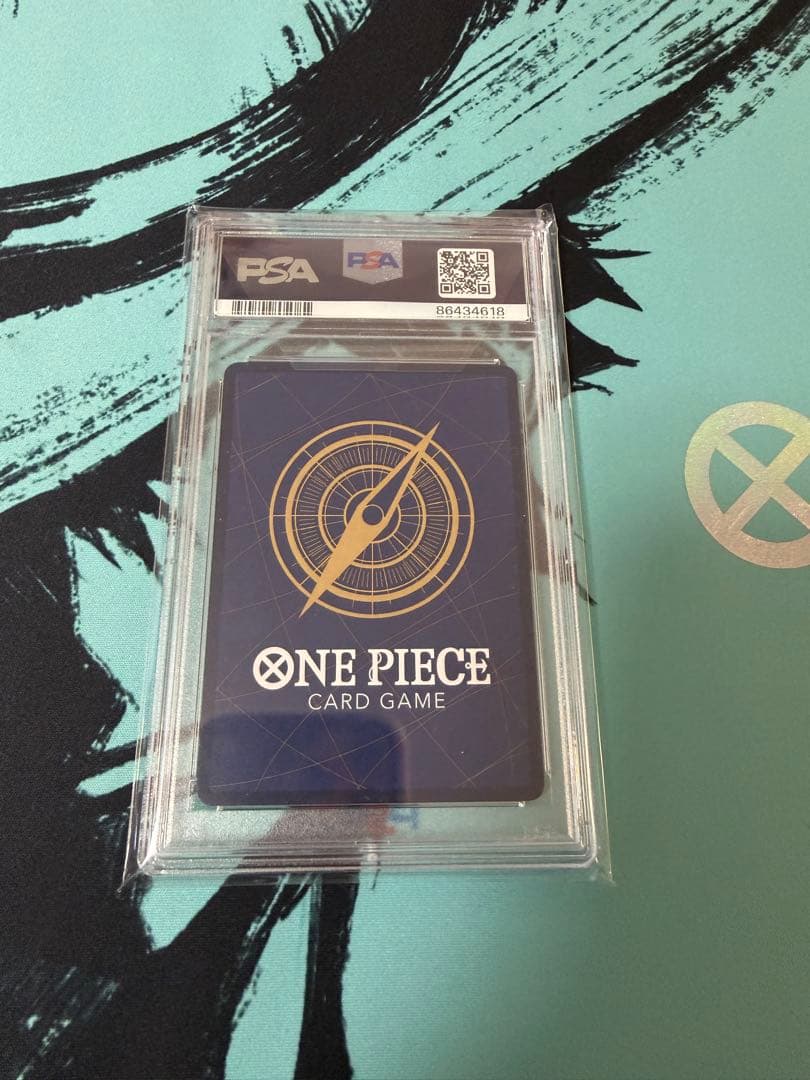 PSA
PSA
86434618
ONE PIECE
CARD GAME